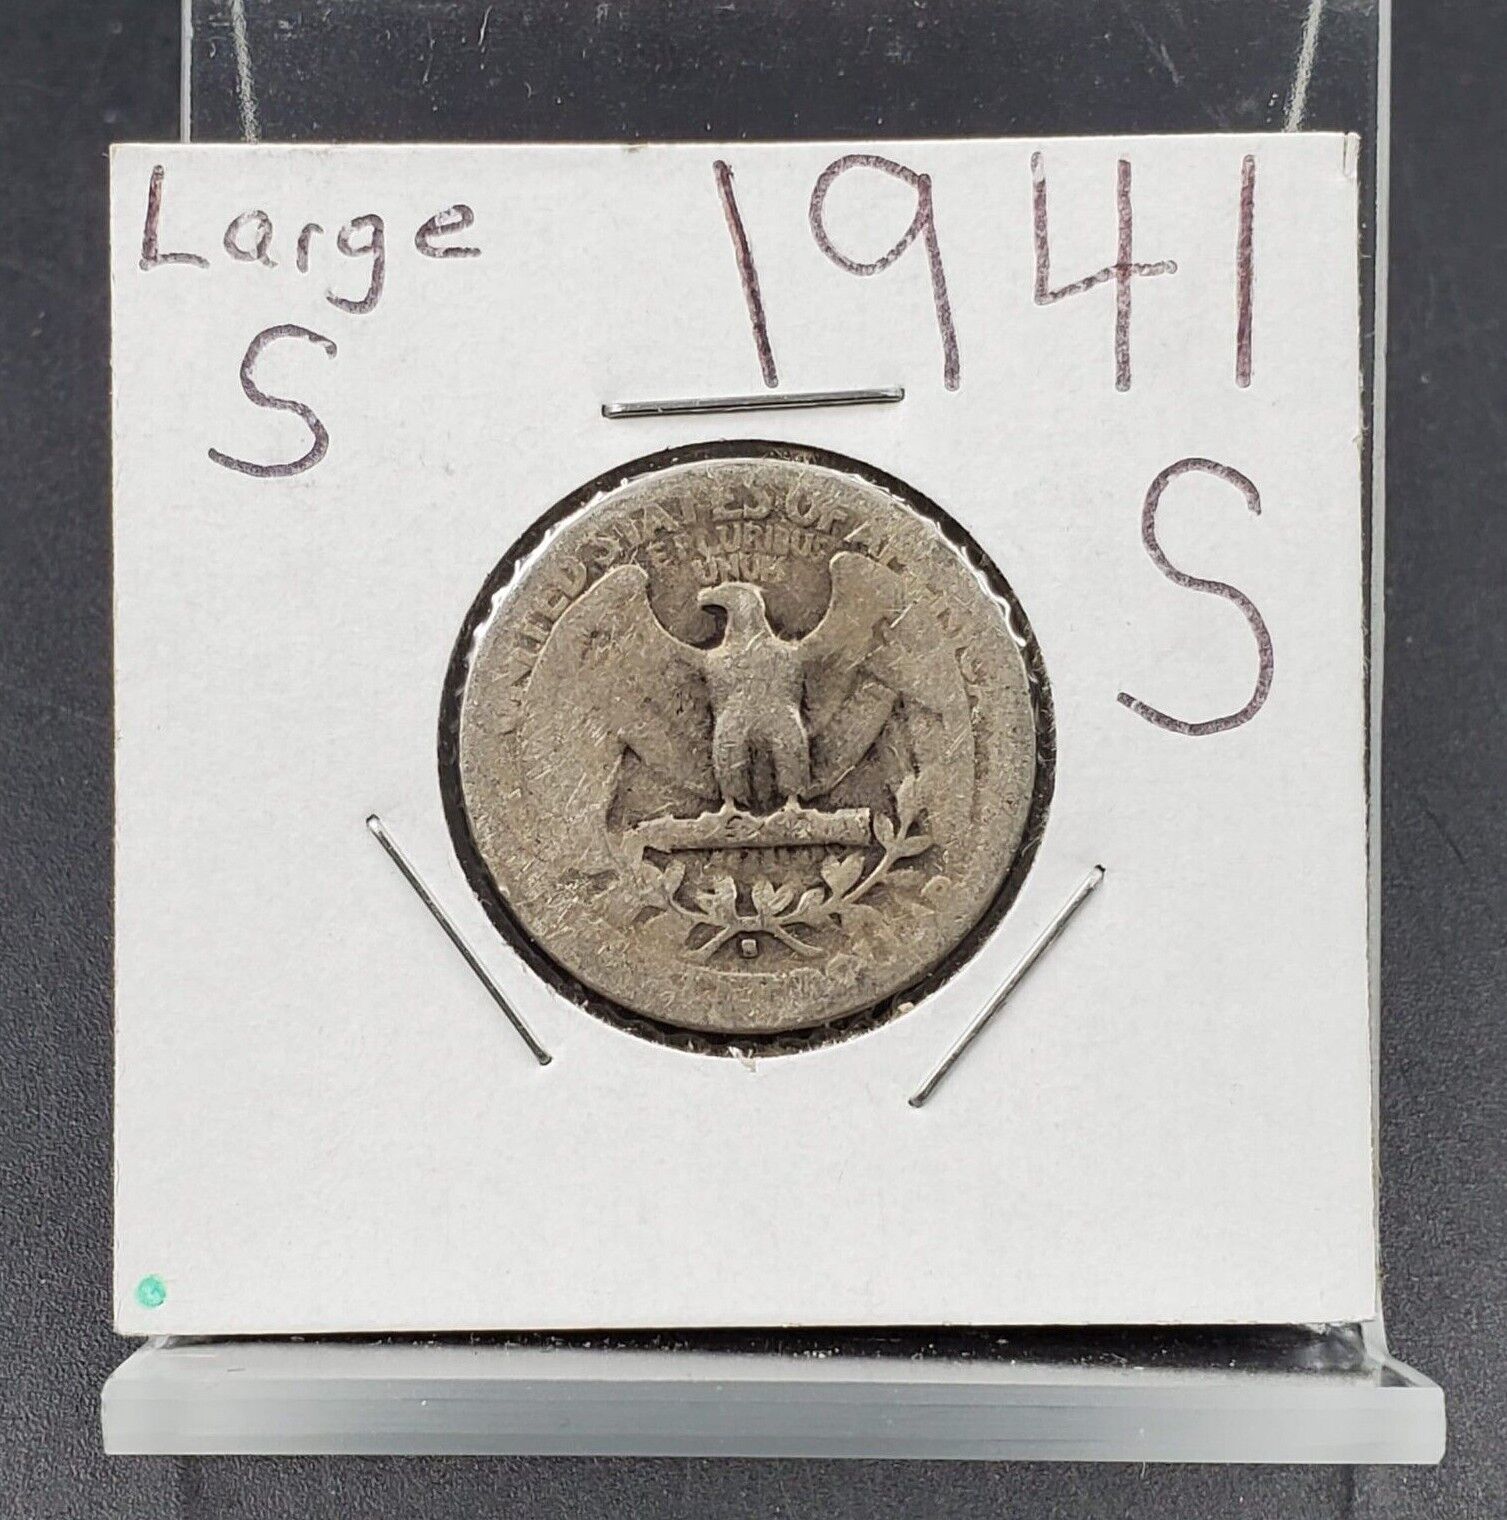 Large 1941
S
S
UNITED STATES OF AMERICA
E PLURIBUS
UNUM
S